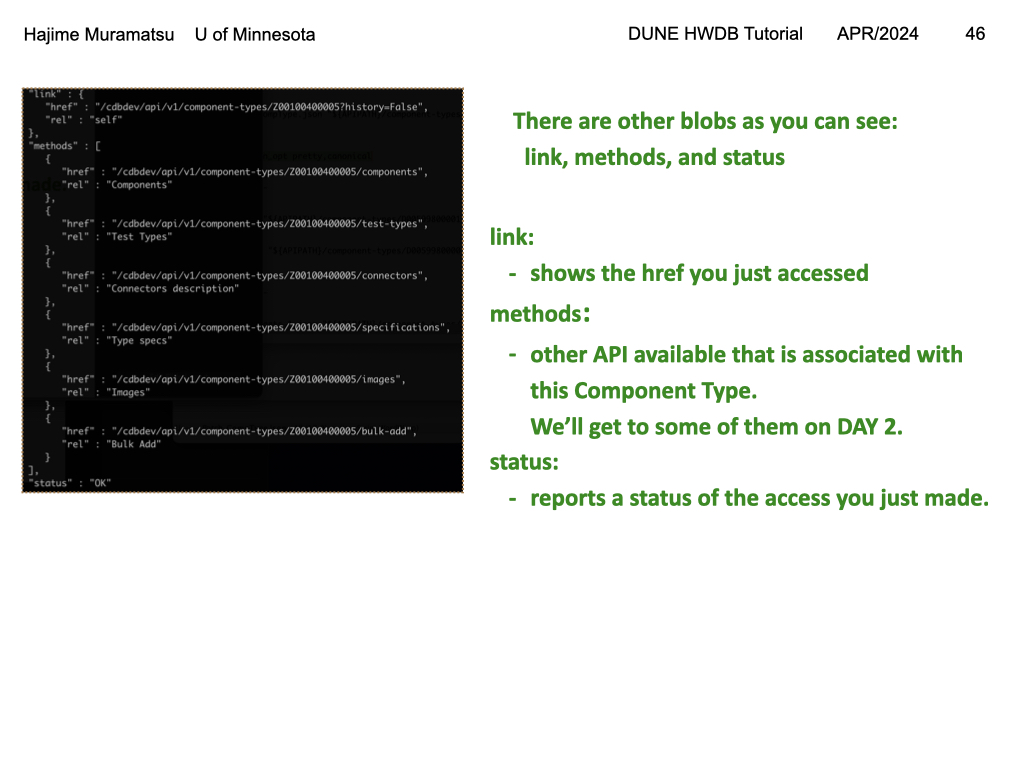 Hajime Muramatsu U of Minnesota DUNE HWDB Tutorial APR/2024 46
"link" : {
"href" : "/cdbdev/api/v1/component-types/Z00100400005?history=False",
"rel" : "self"
},
"methods" : [
{
"href" : "/cdbdev/api/v1/component-types/Z00100400005/components",
"rel" : "Components"
},
{
"href" : "/cdbdev/api/v1/component-types/Z00100400005/test-types",
"rel" : "Test Types"
},
{
"href" : "/cdbdev/api/v1/component-types/Z00100400005/connectors",
"rel" : "Connectors description"
},
{
"href" : "/cdbdev/api/v1/component-types/Z00100400005/specifications",
"rel" : "Type specs"
},
{
"href" : "/cdbdev/api/v1/component-types/Z00100400005/images",
"rel" : "Images"
},
{
"href" : "/cdbdev/api/v1/component-types/Z00100400005/bulk-add",
"rel" : "Bulk Add"
}
],
"status" : "OK"
There are other blobs as you can see:
link, methods, and status
link:
- shows the href you just accessed
methods:
- other API available that is associated with
this Component Type.
We'll get to some of them on DAY 2.
status:
- reports a status of the access you just made.